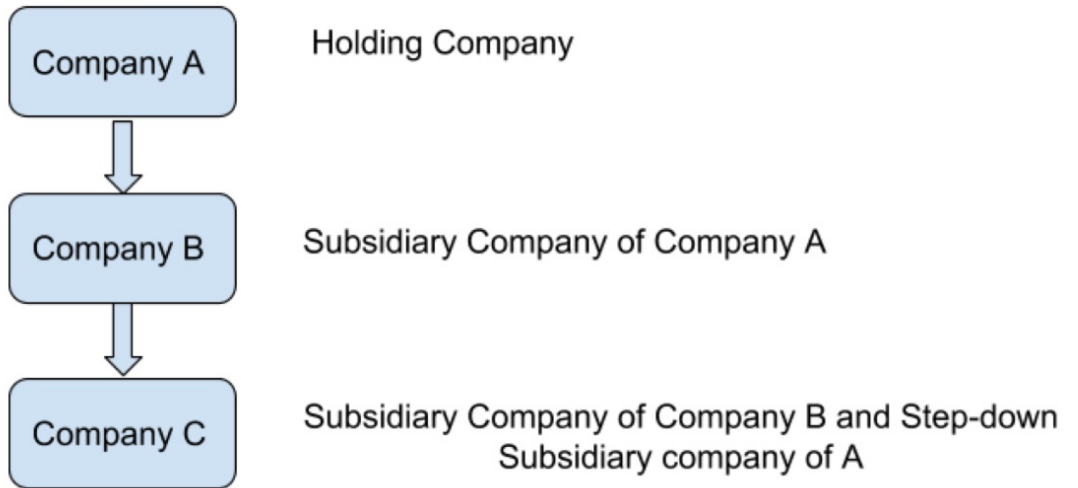 Company A
Holding Company
Company B
Subsidiary Company of Company A
Company C
Subsidiary Company of Company B and Step-down
Subsidiary company of A